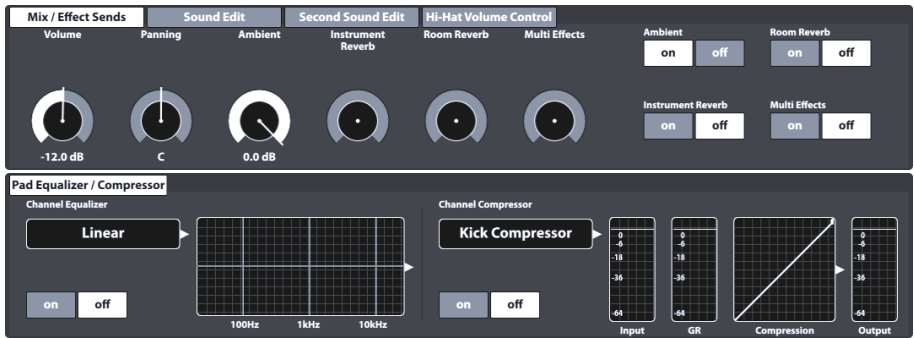 Mix / Effect Sends Sound Edit Second Sound Edit Hi-Hat Volume Control
Volume Panning Ambient Instrument Reverb Room Reverb Multi Effects
-12.0 dB C 0.0 dB
Ambient Room Reverb
on off on off
Instrument Reverb Multi Effects
on off on off
Pad Equalizer / Compressor
Channel Equalizer
Linear
on off
100Hz 1kHz 10kHz
Channel Compressor
Kick Compressor
on off
0 0 0
-6 -6 -6
-18 -18 -18
-36 -36 -36
-64 -64 -64
Input GR Compression Output